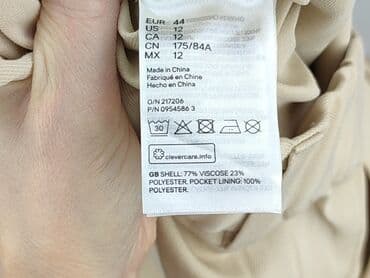 EUR 44
US 12
CA 12
CN 175/84A
MX 12
Made in China
Fabriqué en Chine
Hecho en China
O/N 217206
P/N 0954586 3
30
clevercare.info
GB SHELL: 77% VISCOSE 23%
POLYESTER. POCKET LINING: 100%
POLYESTER.